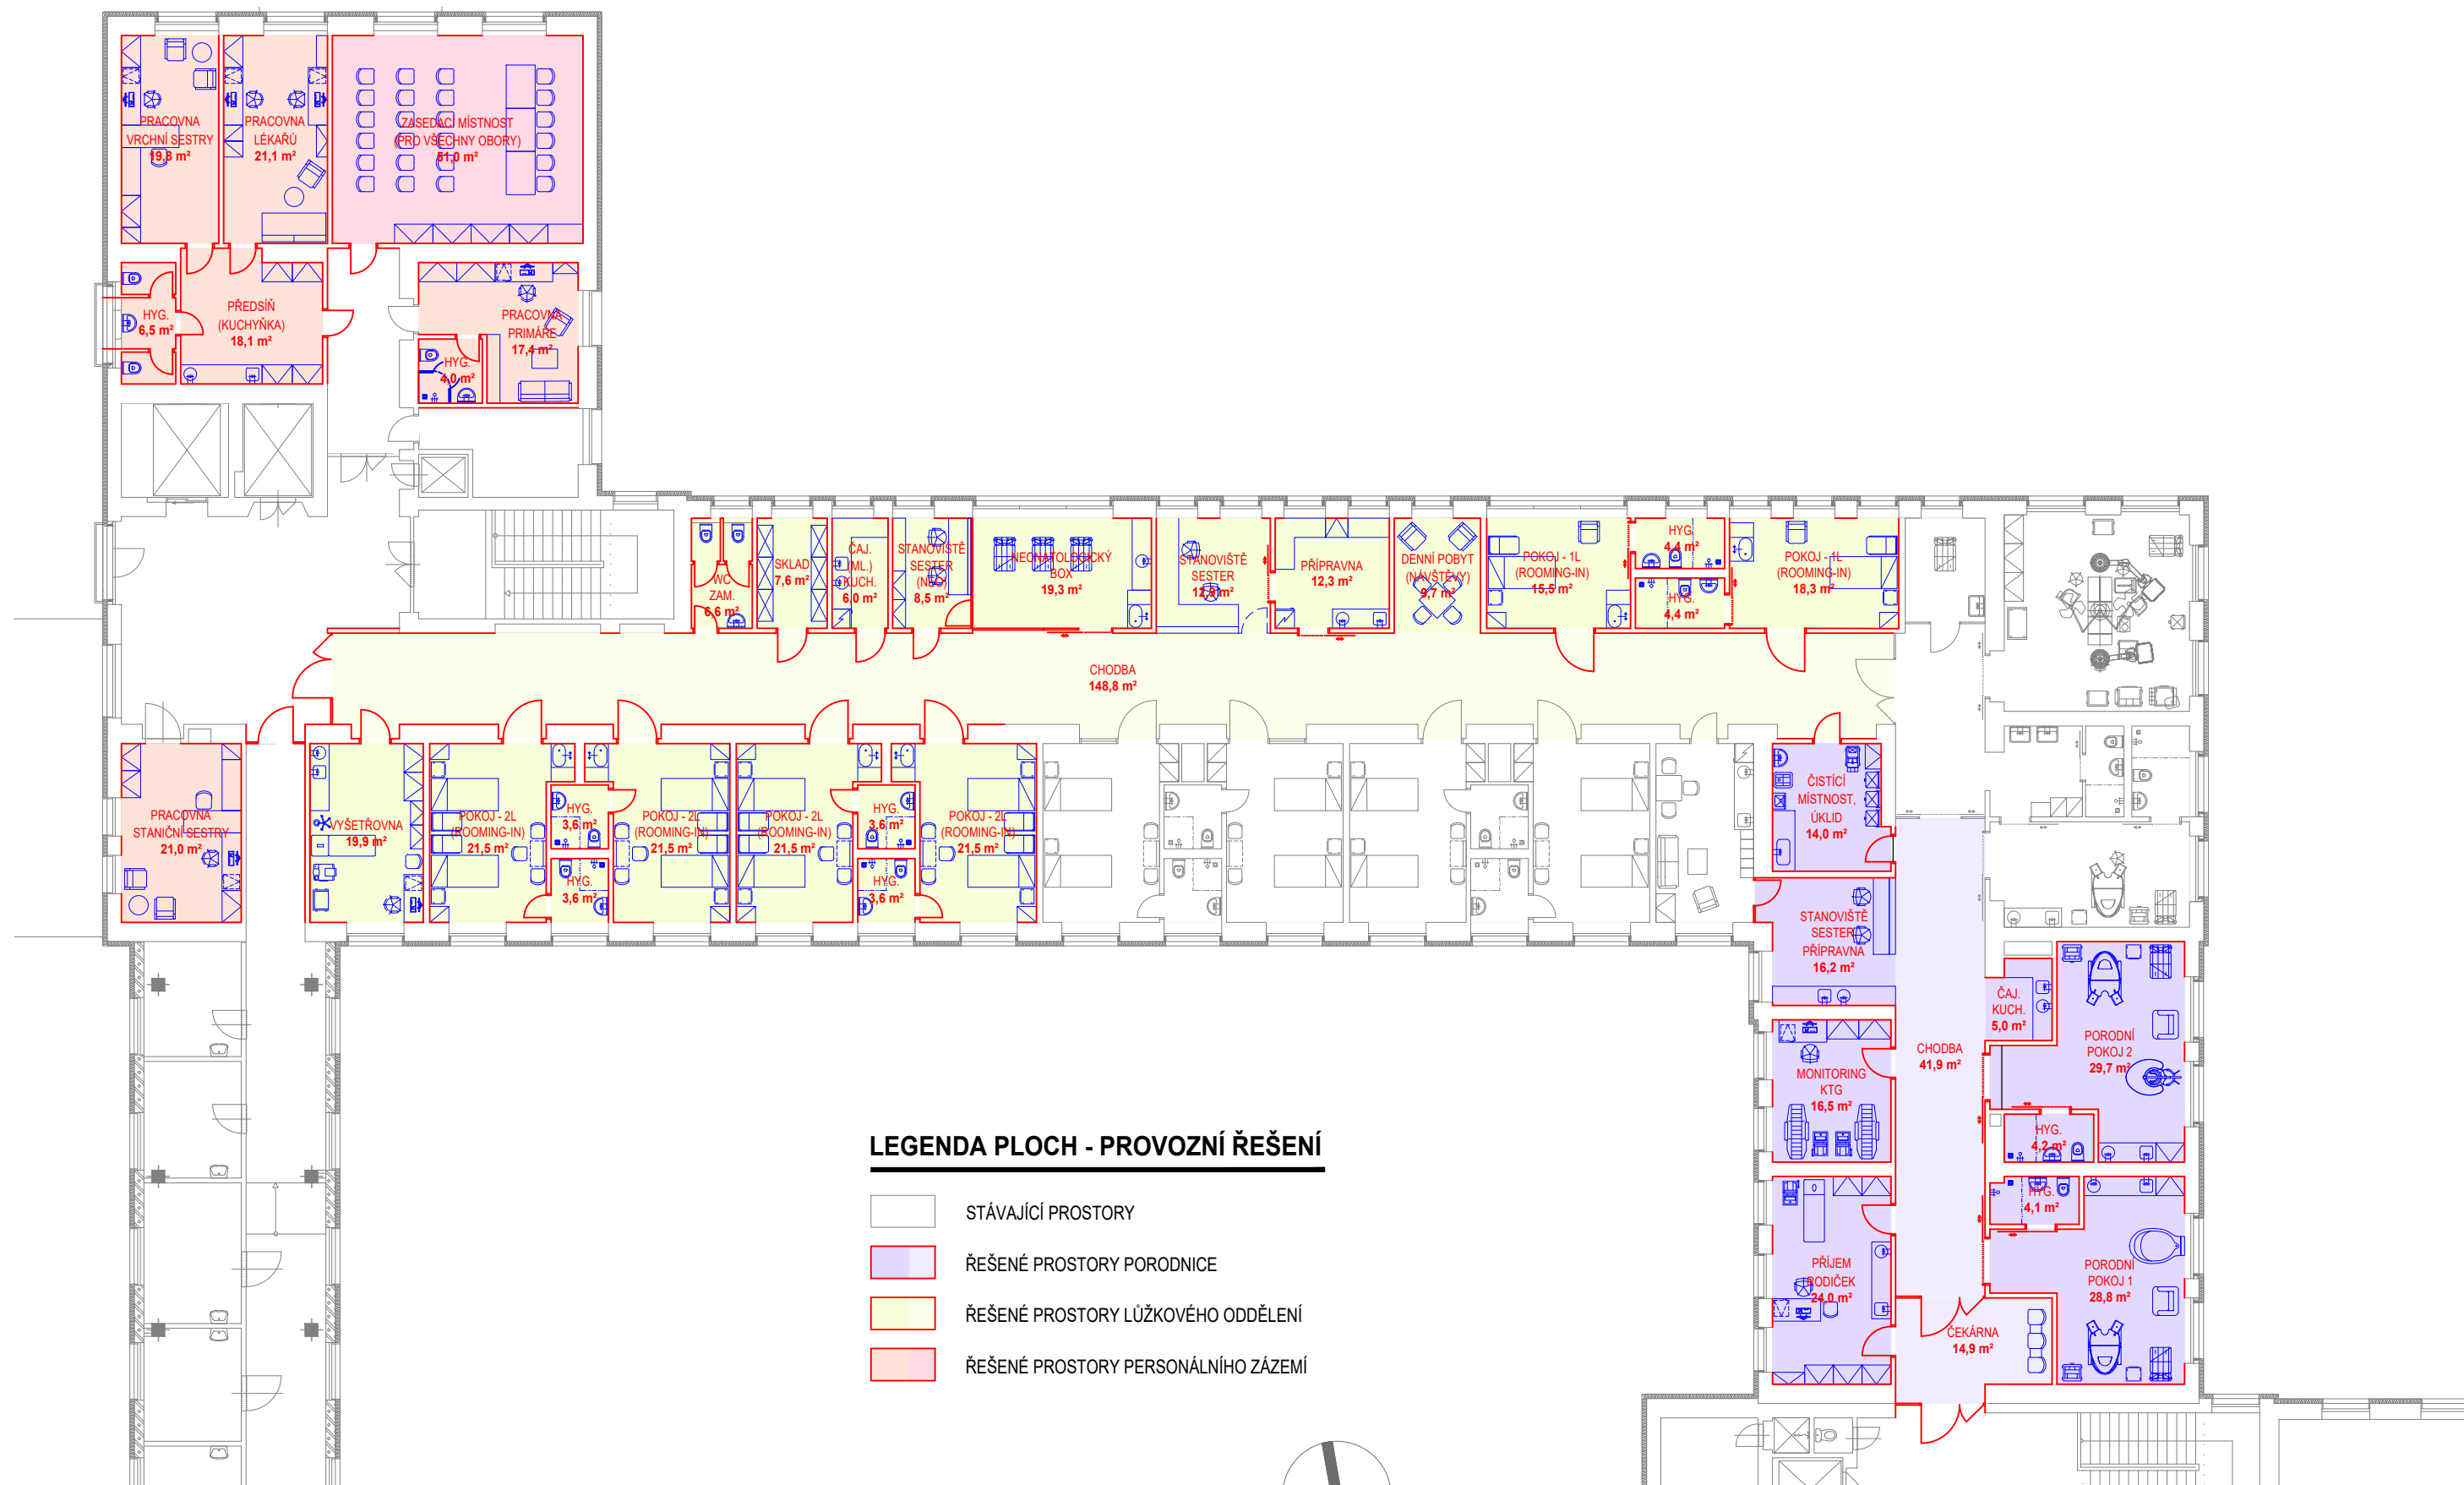 PRACOVNA
VRCHNÍ SESTRY
19,8 m²
PRACOVNA
LÉKAŘŮ
21,1 m²
ZASEDACÍ MÍSTNOST
(PRO VŠECHNY OBORY)
51,0 m²
HYG.
6,5 m²
PŘEDSÍŇ
(KUCHYŇKA)
18,1 m²
PRACOVNA
PRIMÁŘE
17,4 m²
HYG.
4,0 m²
WC
ZAM.
6,6 m²
SKLAD
7,6 m²
ČAJ.
(ML.)
KUCH.
6,0 m²
STANOVIŠTĚ
SESTER
(NEO)
8,5 m²
NEONATOLOGICKÝ
BOX
19,3 m²
STANOVIŠTĚ
SESTER
12,9 m²
PŘÍPRAVNA
12,3 m²
DENNÍ POBYT
(NÁVŠTĚVY)
9,7 m²
POKOJ - 1L
(ROOMING-IN)
15,5 m²
HYG.
4,4 m²
HYG.
4,4 m²
POKOJ - 1L
(ROOMING-IN)
18,3 m²
CHODBA
148,8 m²
PRACOVNA
STANIČNÍ SESTRY
21,0 m²
VYŠETŘOVNA
19,9 m²
POKOJ - 2L
(ROOMING-IN)
21,5 m²
HYG.
3,6 m²
HYG.
3,6 m²
POKOJ - 2L
(ROOMING-IN)
21,5 m²
POKOJ - 2L
(ROOMING-IN)
21,5 m²
HYG.
3,6 m²
HYG.
3,6 m²
POKOJ - 2L
(ROOMING-IN)
21,5 m²
ČISTÍCÍ
MÍSTNOST,
ÚKLID
14,0 m²
STANOVIŠTĚ
SESTER
PŘÍPRAVNA
16,2 m²
MONITORING
KTG
16,5 m²
PŘÍJEM
RODIČEK
24,0 m²
CHODBA
41,9 m²
ČAJ.
KUCH.
5,0 m²
PORODNÍ
POKOJ 2
29,7 m²
HYG.
4,2 m²
HYG.
4,1 m²
PORODNÍ
POKOJ 1
28,8 m²
ČEKÁRNA
14,9 m²
LEGENDA PLOCH - PROVOZNÍ ŘEŠENÍ
STÁVAJÍCÍ PROSTORY
ŘEŠENÉ PROSTORY PORODNICE
ŘEŠENÉ PROSTORY LŮŽKOVÉHO ODDĚLENÍ
ŘEŠENÉ PROSTORY PERSONÁLNÍHO ZÁZEMÍ